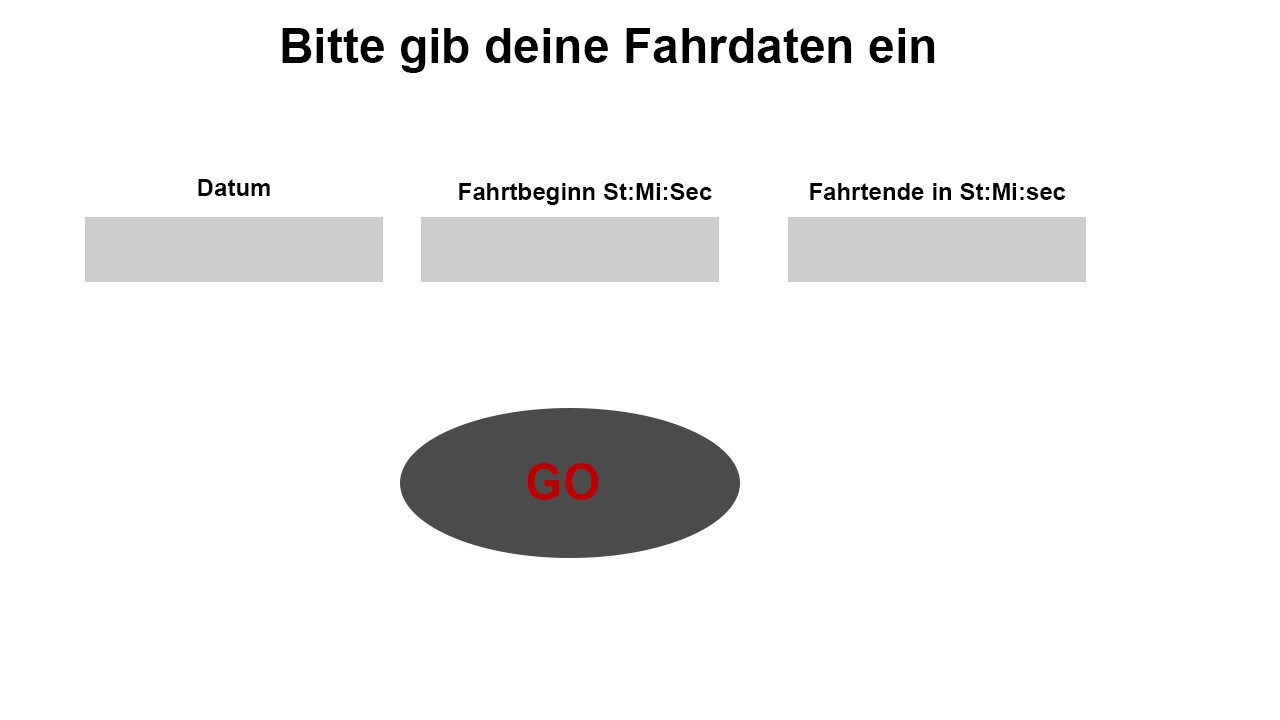 Bitte gib deine Fahrdaten ein
Datum
Fahrtbeginn St:Mi:Sec
Fahrtende in St:Mi:sec
GO